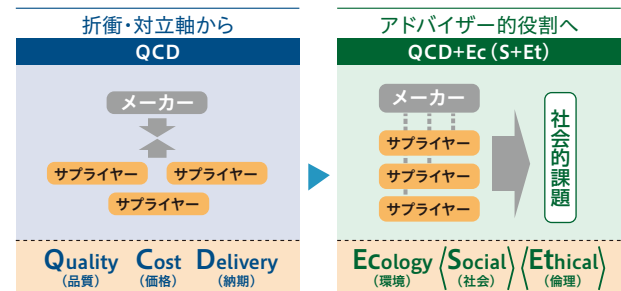 折衝・対立軸から
QCD
メーカー
サプライヤー
サプライヤー
サプライヤー
Quality
(品質)
Cost
(価格)
Delivery
(納期)
アドバイザー的役割へ
QCD+Ec(S+Et)
メーカー
サプライヤー
サプライヤー
サプライヤー
社会的課題
Ecology
(環境)
〈Social〉
(社会)
〈Ethical〉
(倫理)